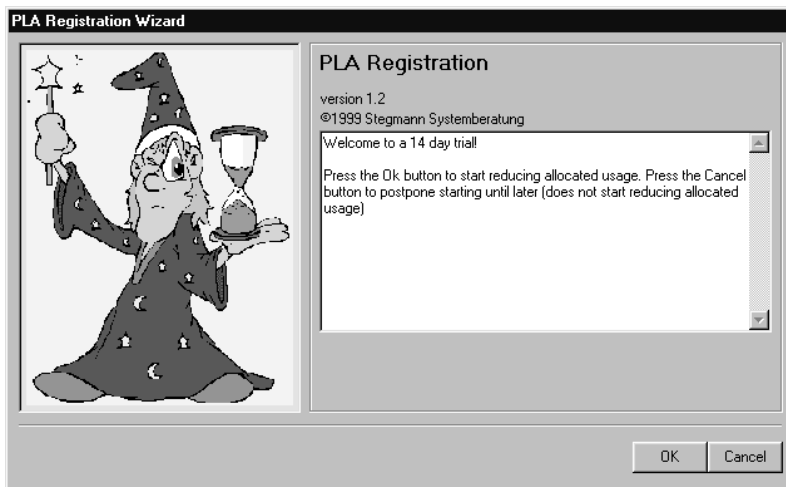 PLA Registration Wizard
PLA Registration
version 1.2
©1999 Stegmann Systemberatung
Welcome to a 14 day trial!
Press the Ok button to start reducing allocated usage. Press the Cancel
button to postpone starting until later (does not start reducing allocated
usage)
OK
Cancel